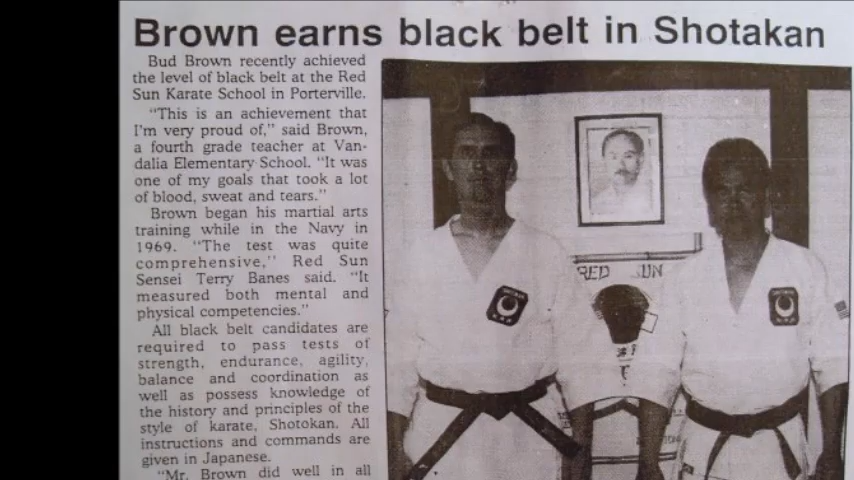 Brown earns black belt in Shotakan
Bud Brown recently achieved
the level of black belt at the Red
Sun Karate School in Porterville.
"This is an achievement that
I'm very proud of," said Brown,
a fourth grade teacher at Van-
dalia Elementary School. "It was
one of my goals that took a lot
of blood, sweat and tears."
Brown began his martial arts
training while in the Navy in
1969. "The test was quite
comprehensive," Red Sun
Sensei Terry Banes said. "It
measured both mental and
physical competencies."
All black belt candidates are
required to pass tests of
strength, endurance, agility,
balance and coordination as
well as possess knowledge of
the history and principles of the
style of karate, Shotokan. All
instructions and commands are
given in Japanese.
"Mr. Brown did well in all
RED SUN